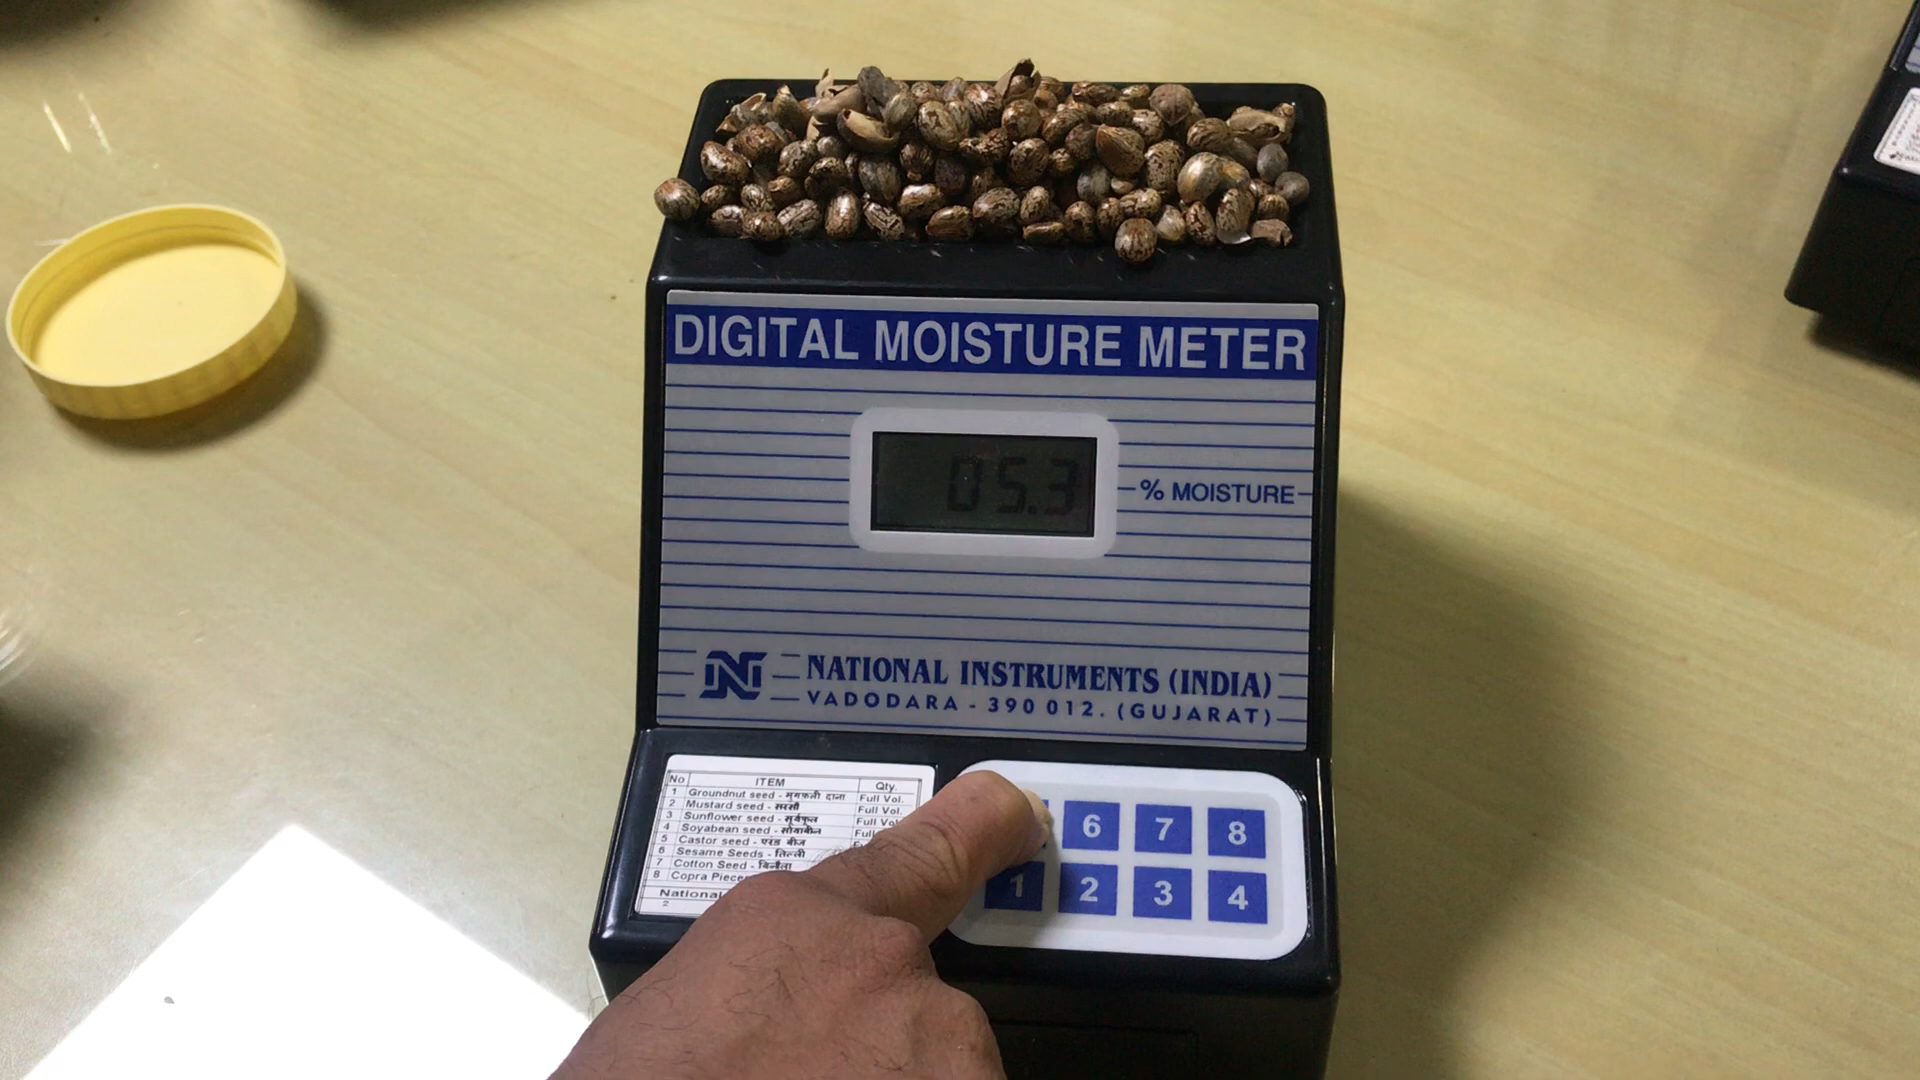 DIGITAL MOISTURE METER
05.3
% MOISTURE
NATIONAL INSTRUMENTS (INDIA)
VADODARA - 390 012. (GUJARAT)
No ITEM Qty.
1 Groundnut seed - मुगफली दाना Full Vol.
2 Mustard seed - सरसों Full Vol.
3 Sunflower seed - सूर्यफूल Full
4 Soyabean seed - सोयाबीन Full
5 Castor seed - एरंड बीज
6 Sesame Seeds - तिल्ली
7 Cotton Seed - बिनौला
8 Copra
National
2
6 7 8
1 2 3 4